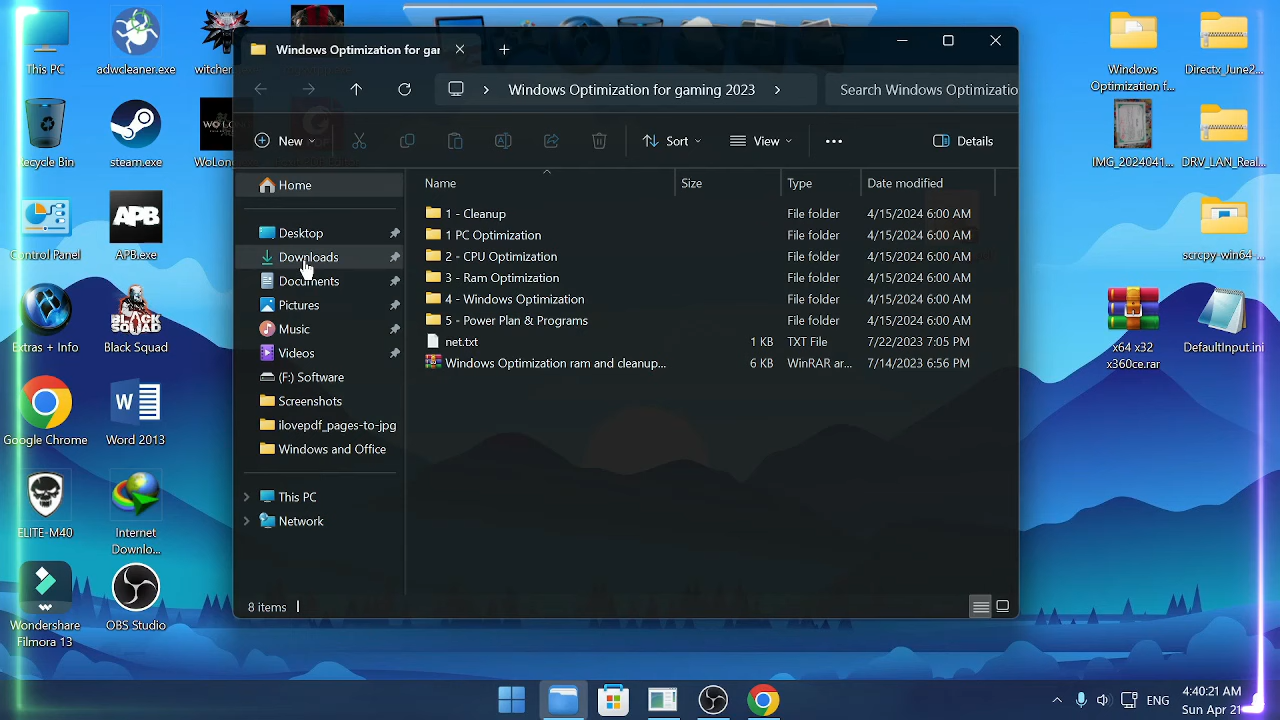 This PC
adwcleaner.exe
witcher
Recycle Bin
steam.exe
WoLon
Control Panel
APB
APB.exe
Extras + Info
Black Squad
Google Chrome
Word 2013
ELITE-M40
Internet
Downlo...
Wondershare
Filmora 13
OBS Studio
Windows Optimization for gar
Windows Optimization for gaming 2023
Search Windows Optimizatio
New
Sort
View
Details
Home
Desktop
Downloads
Documents
Pictures
Music
Videos
(F:) Software
Screenshots
ilovepdf_pages-to-jpg
Windows and Office
This PC
Network
Name Size Type Date modified
1 - Cleanup File folder 4/15/2024 6:00 AM
1 PC Optimization File folder 4/15/2024 6:00 AM
2 - CPU Optimization File folder 4/15/2024 6:00 AM
3 - Ram Optimization File folder 4/15/2024 6:00 AM
4 - Windows Optimization File folder 4/15/2024 6:00 AM
5 - Power Plan & Programs File folder 4/15/2024 6:00 AM
net.txt 1 KB TXT File 7/22/2023 7:05 PM
Windows Optimization ram and cleanup... 6 KB WinRAR ar... 7/14/2023 6:56 PM
8 items
Windows
Optimization f...
Directx_June2...
IMG_2024041...
DRV_LAN_Real...
scrcpy-win64-...
x64 x32
x360ce.rar
DefaultInput.ini
ENG
4:40:21 AM
Sun Apr 21